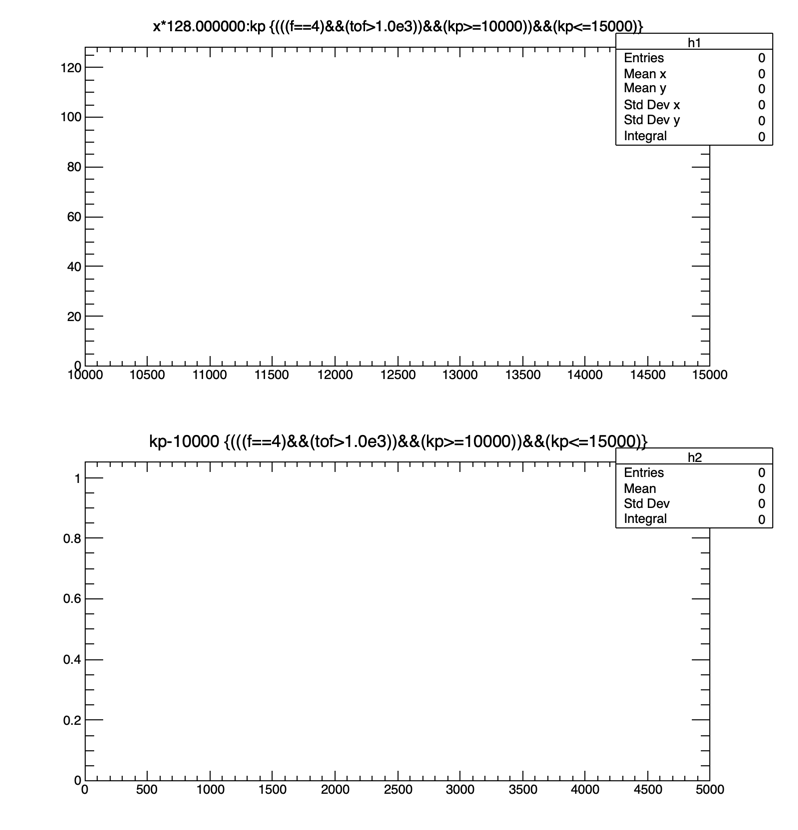 x*128.000000:kp {(((f==4)&&(tof>1.0e3))&&(kp>=10000))&&(kp<=15000)}
h1
Entries 0
Mean x 0
Mean y 0
Std Dev x 0
Std Dev y 0
Integral 0
120
100
80
60
40
20
0
10000 10500 11000 11500 12000 12500 13000 13500 14000 14500 15000
kp-10000 {(((f==4)&&(tof>1.0e3))&&(kp>=10000))&&(kp<=15000)}
h2
Entries 0
Mean 0
Std Dev 0
Integral 0
1
0.8
0.6
0.4
0.2
0
0 500 1000 1500 2000 2500 3000 3500 4000 4500 5000